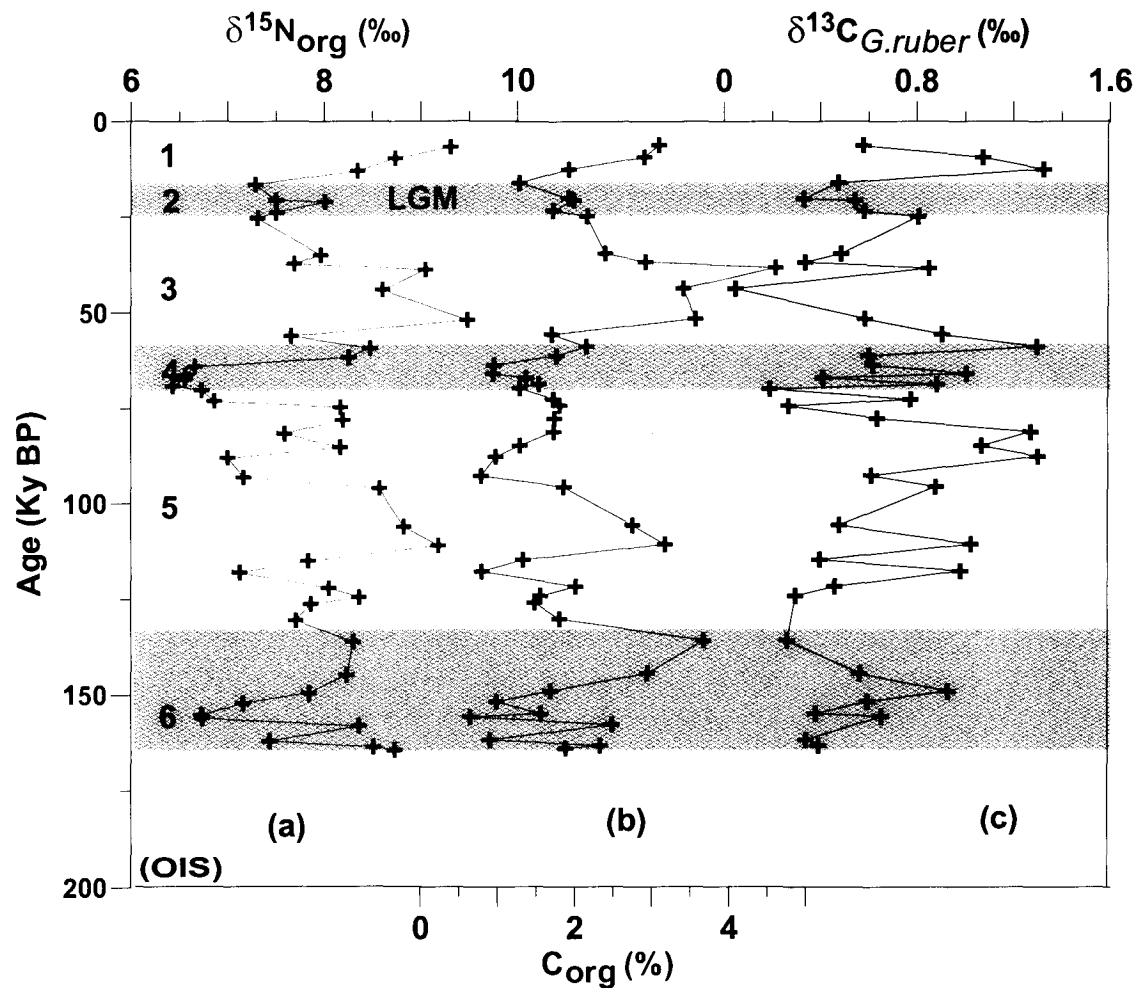 δ15Norg (‰) δ13CG.ruber (‰)
6 8 10 0 0.8 1.6
0
1
2 LGM
3
50
4
Age (Ky BP)
100
5
150
6
(a) (b) (c)
(OIS)
200
0 2 4
Corg (%)